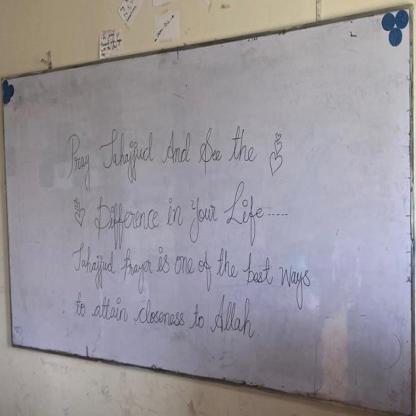 Pray Tahajjud And See the
Difference in Your Life.....
Tahajjud Prayer is one of the best ways
to attain closeness to Allah